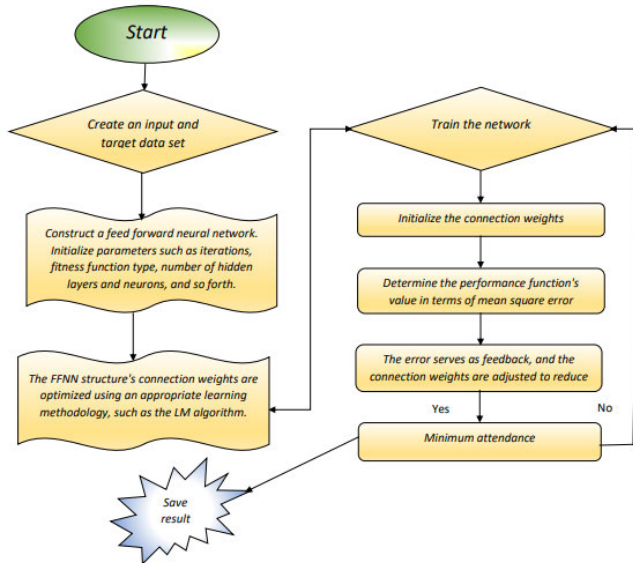 Start
Create an input and
target data set
Construct a feed forward neural network.
Initialize parameters such as iterations,
fitness function type, number of hidden
layers and neurons, and so forth.
The FFNN structure's connection weights are
optimized using an appropriate learning
methodology, such as the LM algorithm.
Train the network
Initialize the connection weights
Determine the performance function's
value in terms of mean square error
The error serves as feedback, and the
connection weights are adjusted to reduce
Yes
No
Minimum attendance
Save
result